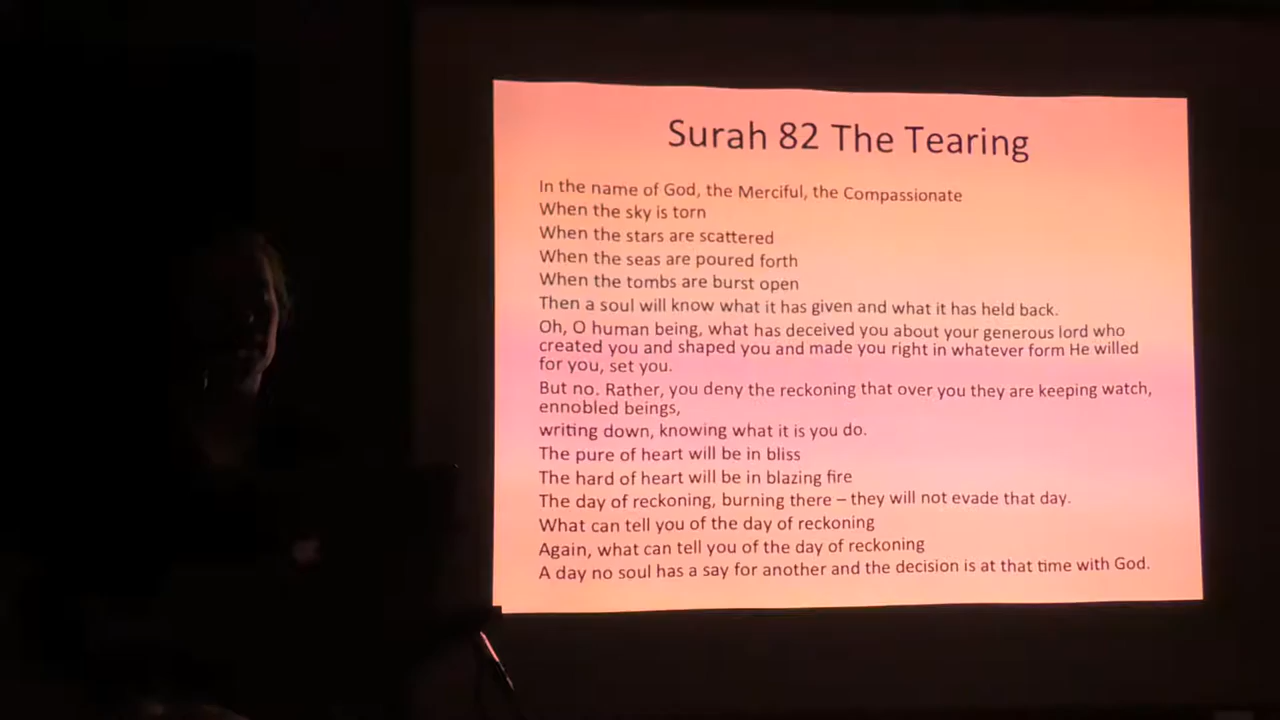 Surah 82 The Tearing
In the name of God, the Merciful, the Compassionate
When the sky is torn
When the stars are scattered
When the seas are poured forth
When the tombs are burst open
Then a soul will know what it has given and what it has held back.
Oh, O human being, what has deceived you about your generous lord who
created you and shaped you and made you right in whatever form He willed
for you, set you.
But no. Rather, you deny the reckoning that over you they are keeping watch,
ennobled beings,
writing down, knowing what it is you do.
The pure of heart will be in bliss
The hard of heart will be in blazing fire
The day of reckoning, burning there – they will not evade that day.
What can tell you of the day of reckoning
Again, what can tell you of the day of reckoning
A day no soul has a say for another and the decision is at that time with God.